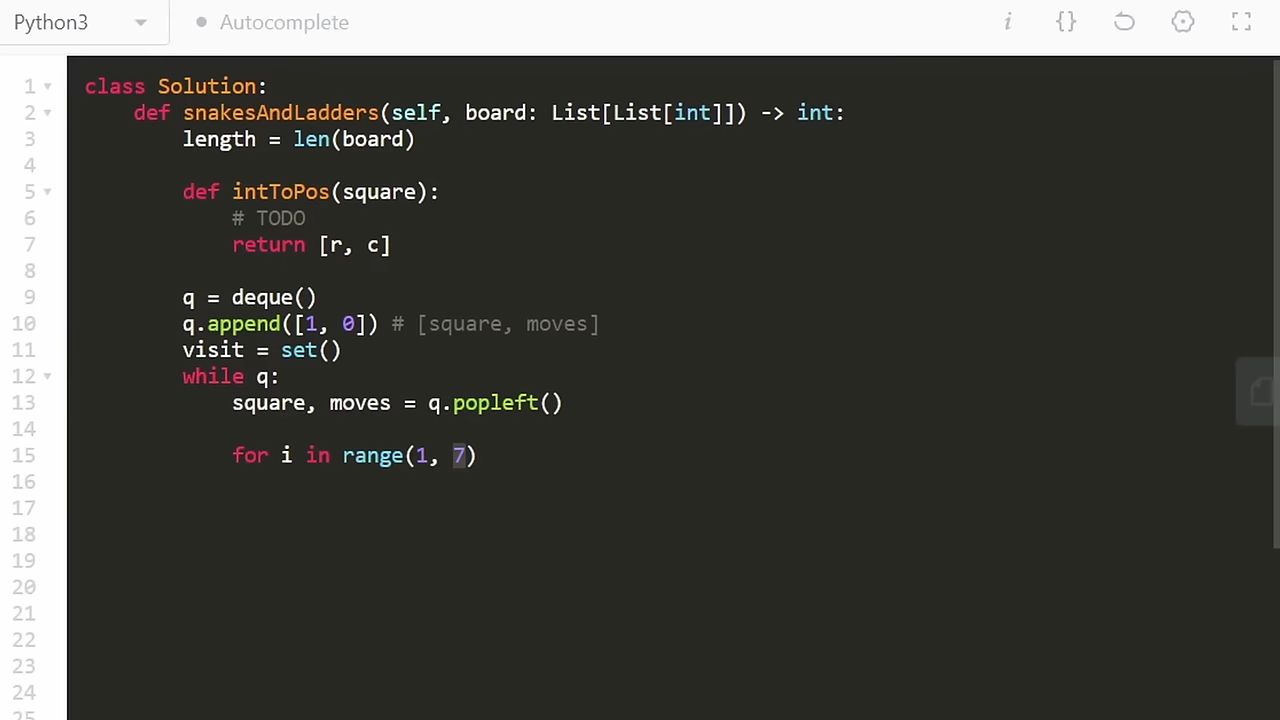 Python3
Autocomplete
i {}
1 class Solution:
2 def snakesAndLadders(self, board: List[List[int]]) -> int:
3 length = len(board)
4
5 def intToPos(square):
6 # TODO
7 return [r, c]
8
9 q = deque()
10 q.append([1, 0]) # [square, moves]
11 visit = set()
12 while q:
13 square, moves = q.popleft()
14
15 for i in range(1, 7)
16
17
18
19
20
21
22
23
24
25